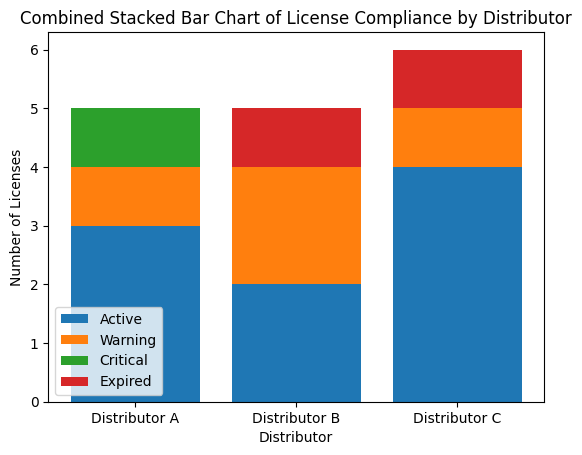 Combined Stacked Bar Chart of License Compliance by Distributor
Number of Licenses
6
5
4
3
2
1
0
Active
Warning
Critical
Expired
Distributor A
Distributor B
Distributor C
Distributor